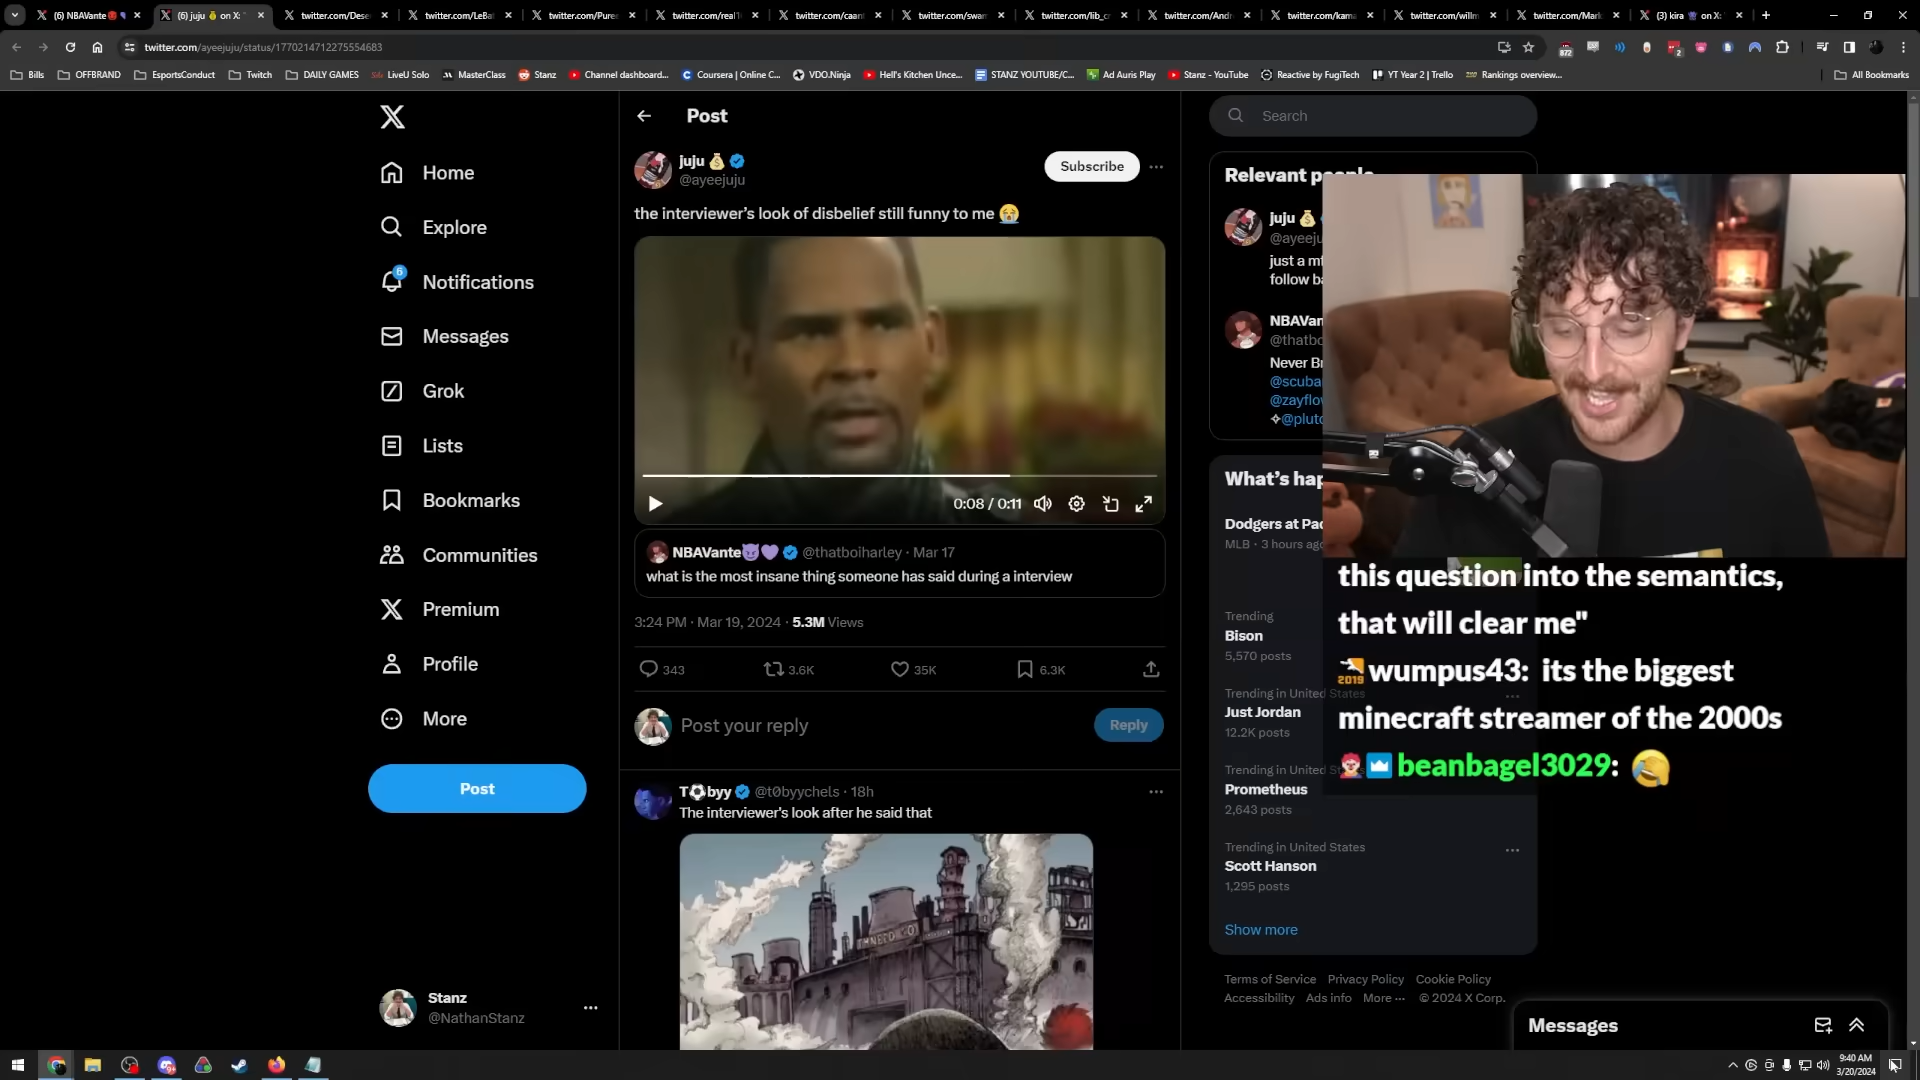 (6) NBAVante
(6) juju on X: "
twitter.com/Dese
twitter.com/LeBa
twitter.com/Pure
twitter.com/real
twitter.com/caan
twitter.com/swan
twitter.com/lib_c
twitter.com/Andr
twitter.com/kama
twitter.com/willm
twitter.com/Mark
(3) kira on X:
twitter.com/ayeejuju/status/1770214712275554683
872
2
Bills
OFFBRAND
EsportsConduct
Twitch
DAILY GAMES
LiveU Solo
MasterClass
Stanz
Channel dashboard...
Coursera | Online C...
VDO.Ninja
Hell's Kitchen Unce...
STANZ YOUTUBE/C...
Ad Auris Play
Stanz - YouTube
Reactive by FugiTech
YT Year 2 | Trello
Rankings overview...
All Bookmarks
Home
Explore
6
Notifications
Messages
Grok
Lists
Bookmarks
Communities
Premium
Profile
More
Post
Stanz
@NathanStanz
Post
juju 💰
@ayeejuju
Subscribe
the interviewer's look of disbelief still funny to me 😭
0:08 / 0:11
NBAVante😈💜 @thatboiharley · Mar 17
what is the most insane thing someone has said during a interview
3:24 PM · Mar 19, 2024 · 5.3M Views
343
3.6K
35K
6.3K
Post your reply
Reply
T⚽byy @t0byychels · 18h
The interviewer's look after he said that
Search
Relevant people
juju 💰
@ayeeju
just a m
follow ba
NBAVan
@thatbo
Never Br
@scuba
@zayflow
✧@pluto
What's hap
Dodgers at Pad
MLB · 3 hours ago
Trending
Bison
5,570 posts
Trending in United States
Just Jordan
12.2K posts
Trending in United St
Prometheus
2,643 posts
Trending in United States
Scott Hanson
1,295 posts
Show more
Terms of Service Privacy Policy Cookie Policy
Accessibility Ads info More ··· © 2024 X Corp.
this question into the semantics,
that will clear me"
2019 wumpus43: its the biggest
minecraft streamer of the 2000s
beanbagel3029: 😂
Messages
9:40 AM
3/20/2024